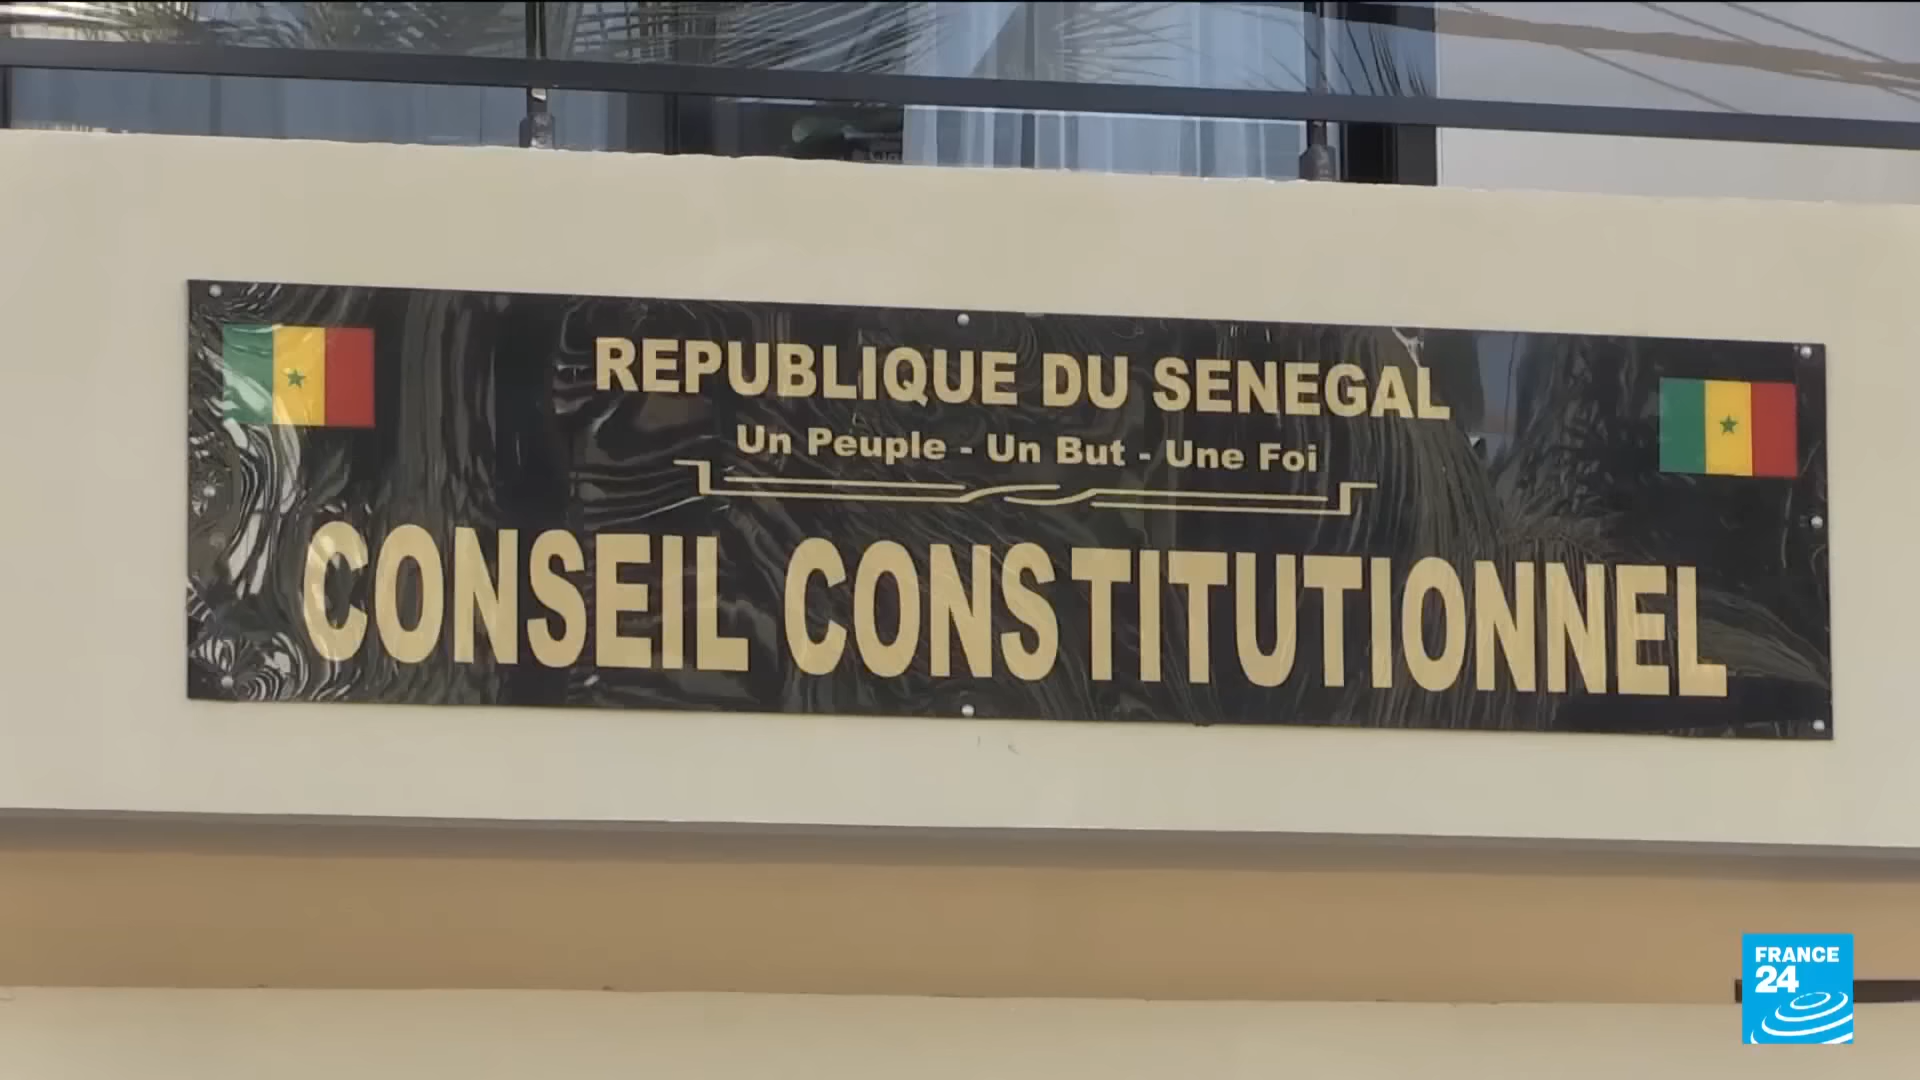 REPUBLIQUE DU SENEGAL
Un Peuple - Un But - Une Foi
CONSEIL CONSTITUTIONNEL
FRANCE
24